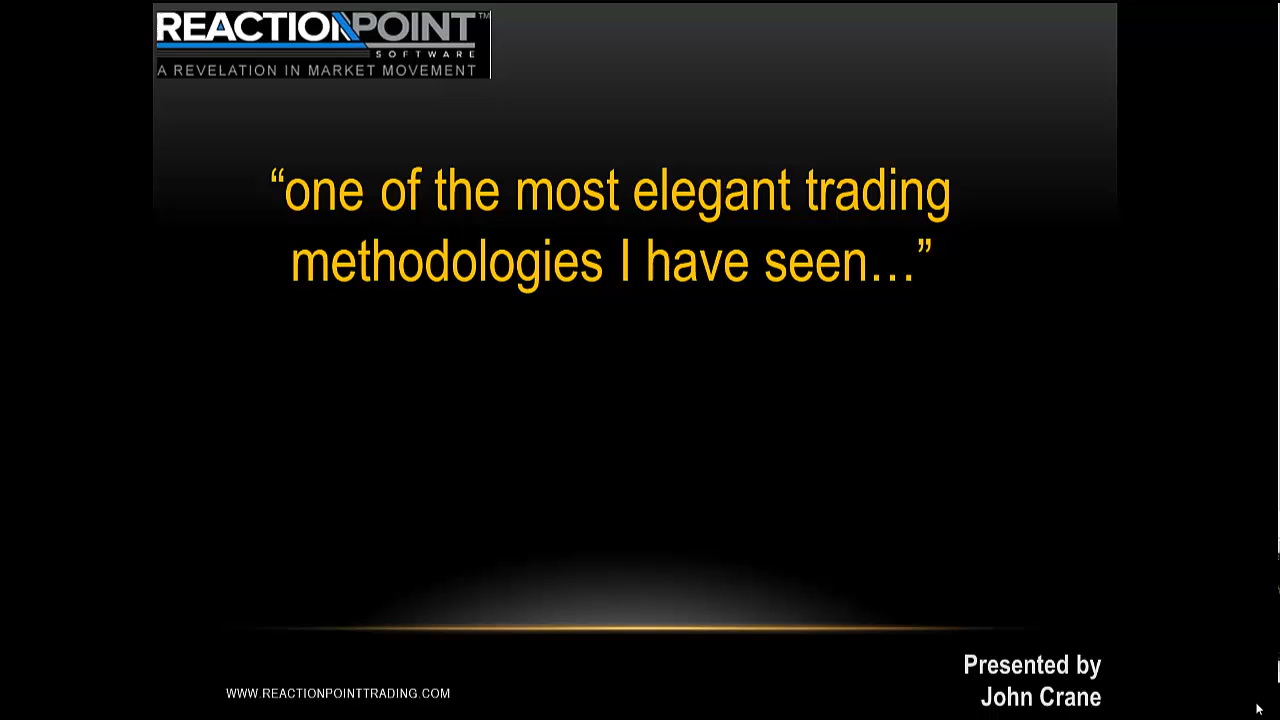 REACTIONPOINT™
SOFTWARE
A REVELATION IN MARKET MOVEMENT
“one of the most elegant trading
methodologies I have seen…”
Presented by
John Crane
WWW.REACTIONPOINTTRADING.COM